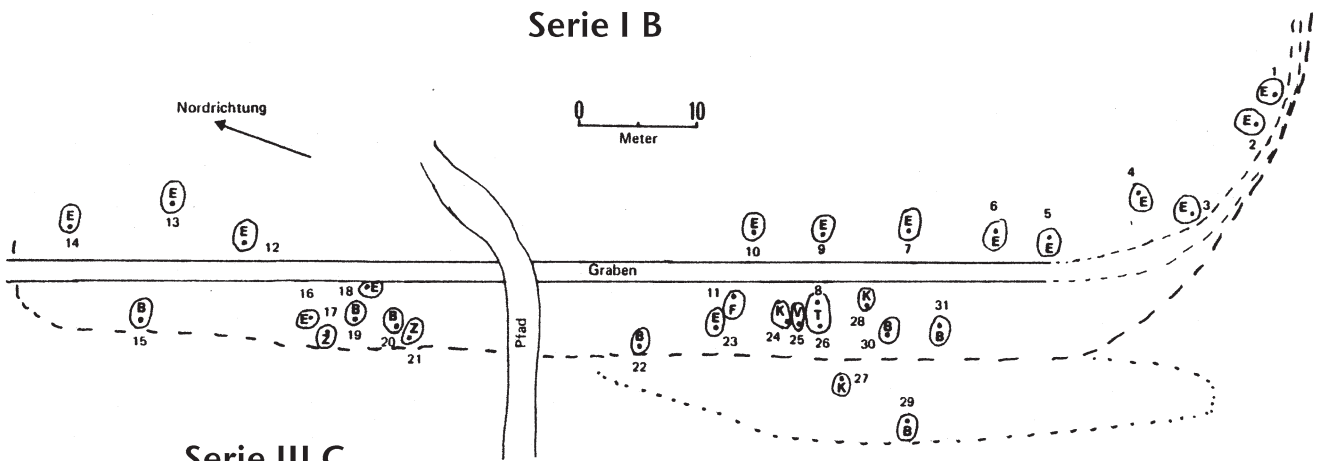 Serie I B
Nordrichtung
0 10
Meter
E 1
E 2
4 E
E 3
E 14
E 13
E 12
E 10
E 9
E 7
6 E
5 E
Graben
Pfad
B 15
16 E
17 Z
18 E
B 19
B 20
Z 21
B 22
11 F
E 23
K 24
V 25
8 T 26
K 28
B 30
31 B
K 27
29 B
Serie III C